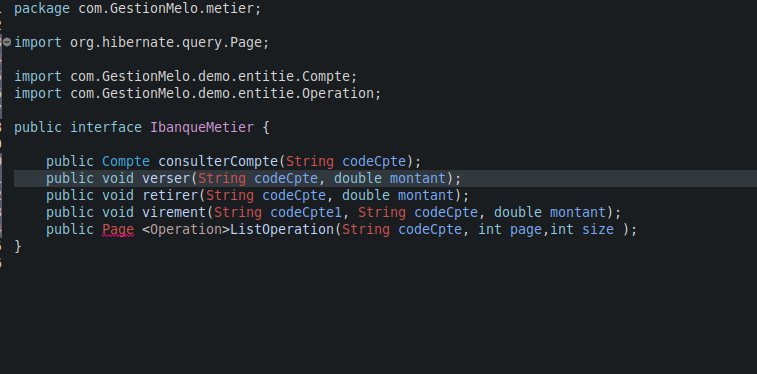 package com.GestionMelo.metier;
import org.hibernate.query.Page;
import com.GestionMelo.demo.entitie.Compte;
import com.GestionMelo.demo.entitie.Operation;
public interface IbanqueMetier {
public Compte consulterCompte(String codeCpte);
public void verser(String codeCpte, double montant);
public void retirer(String codeCpte, double montant);
public void virement(String codeCpte1, String codeCpte, double montant);
public Page <Operation>ListOperation(String codeCpte, int page,int size );
}